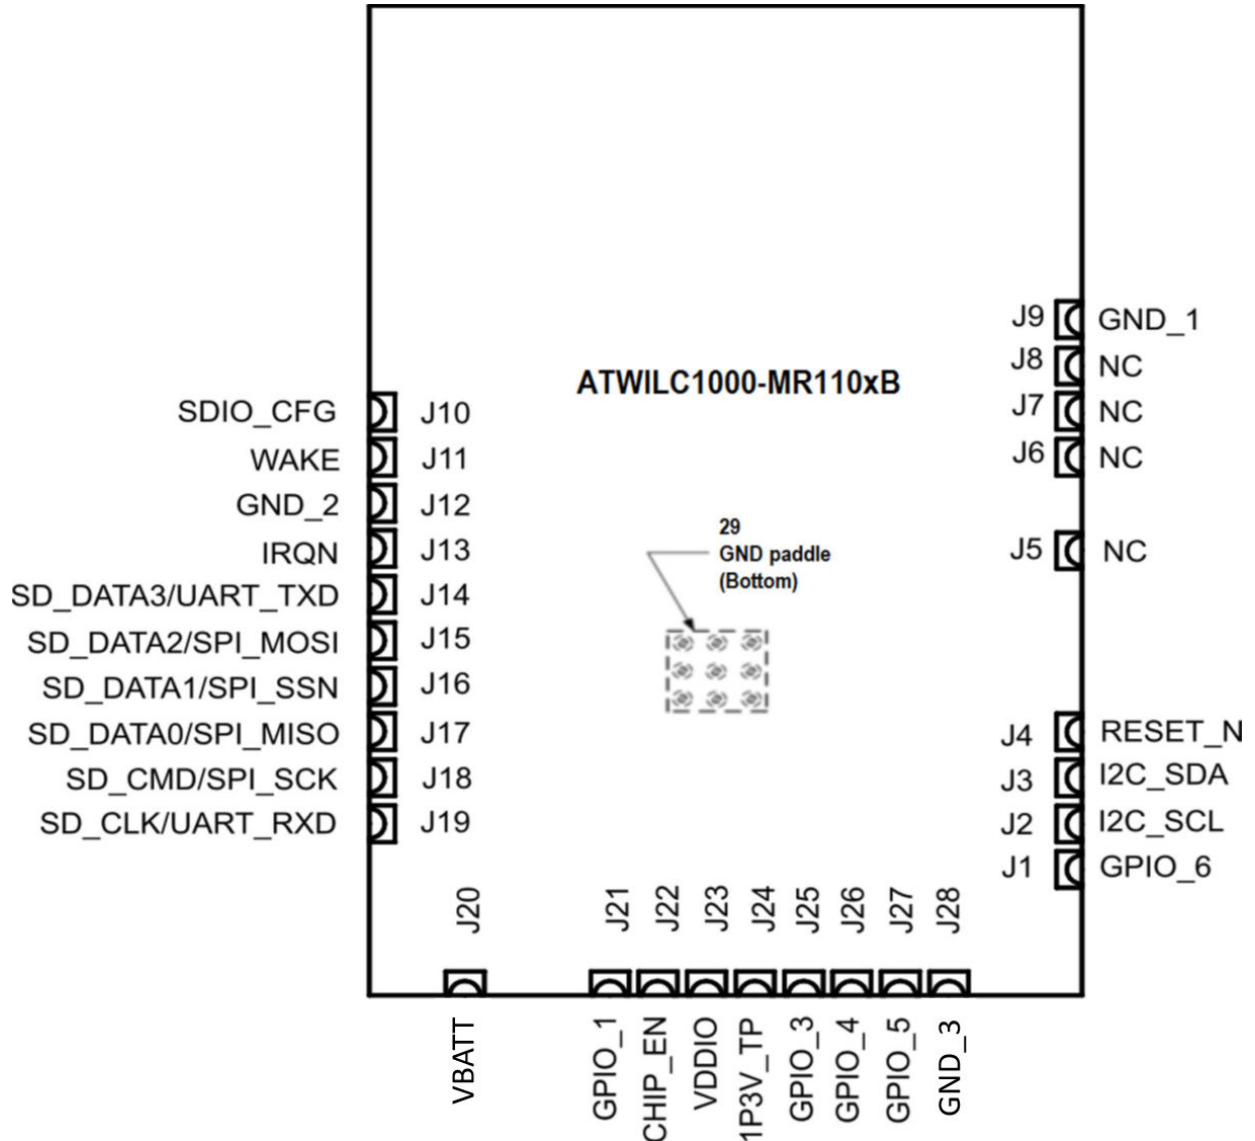 J9 GND_1
J8 NC
ATWILC1000-MR110xB
SDIO_CFG J10
J7 NC
WAKE J11
J6 NC
GND_2 J12
29
GND paddle
(Bottom)
IRQN J13
J5 NC
SD_DATA3/UART_TXD J14
SD_DATA2/SPI_MOSI J15
SD_DATA1/SPI_SSN J16
SD_DATA0/SPI_MISO J17
J4 RESET_N
SD_CMD/SPI_SCK J18
J3 I2C_SDA
SD_CLK/UART_RXD J19
J2 I2C_SCL
J1 GPIO_6
J20
J21
J22
J23
J24
J25
J26
J27
J28
VBATT
GPIO_1
CHIP_EN
VDDIO
1P3V_TP
GPIO_3
GPIO_4
GPIO_5
GND_3